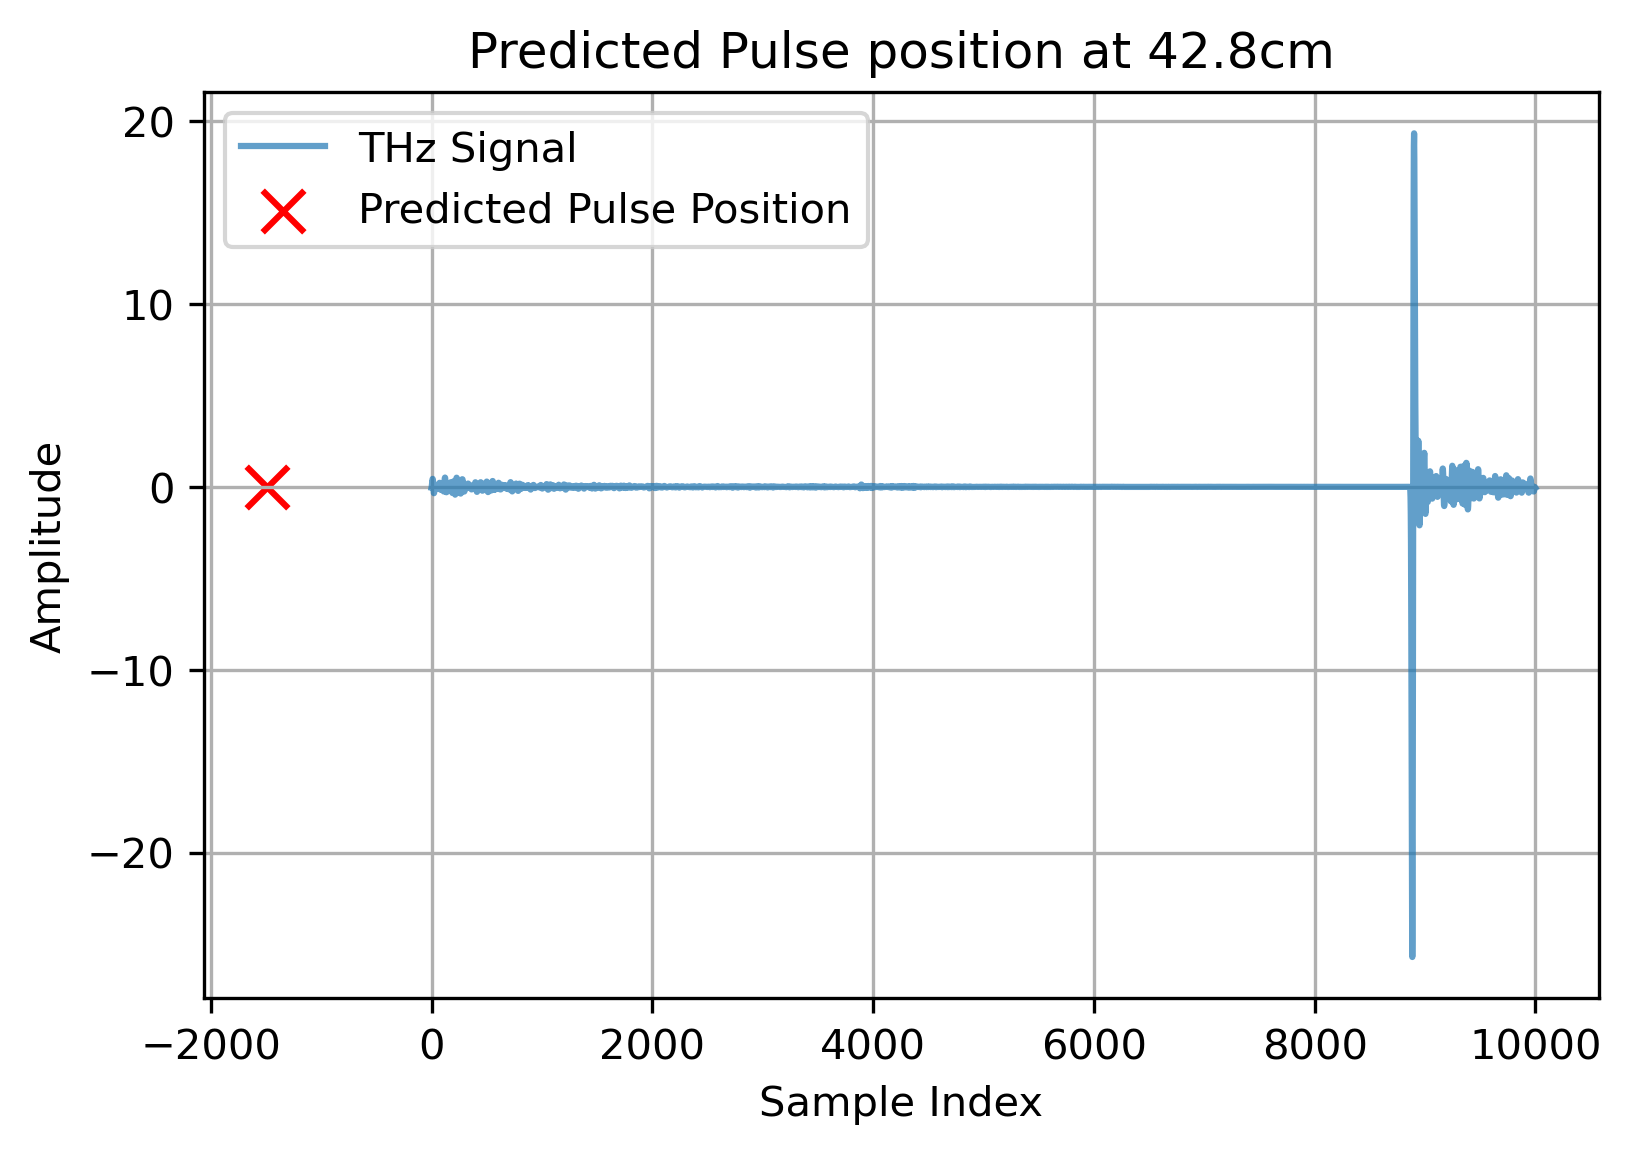 Predicted Pulse position at 42.8cm
THz Signal
Predicted Pulse Position
20
10
0
−10
−20
Amplitude
−2000 0 2000 4000 6000 8000 10000
Sample Index